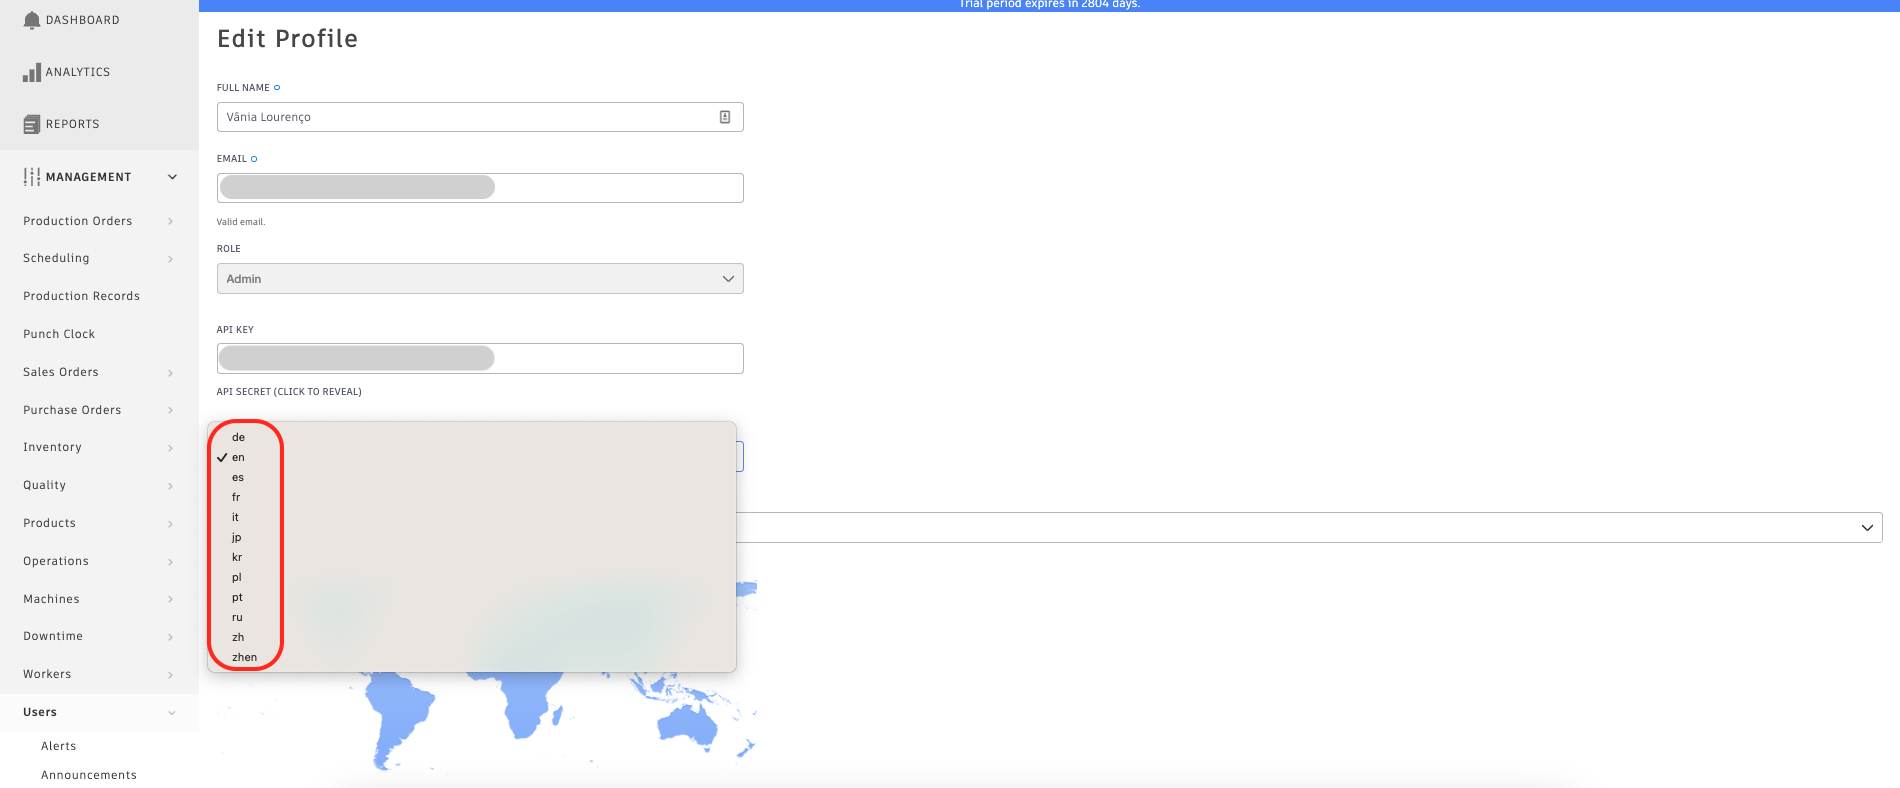 Trial period expires in 2804 days.
DASHBOARD
ANALYTICS
REPORTS
MANAGEMENT
Production Orders
Scheduling
Production Records
Punch Clock
Sales Orders
Purchase Orders
Inventory
Quality
Products
Operations
Machines
Downtime
Workers
Users
Alerts
Announcements
Edit Profile
FULL NAME
Vânia Lourenço
EMAIL
Valid email.
ROLE
Admin
API KEY
API SECRET (CLICK TO REVEAL)
de
en
es
fr
it
jp
kr
pl
pt
ru
zh
zhen